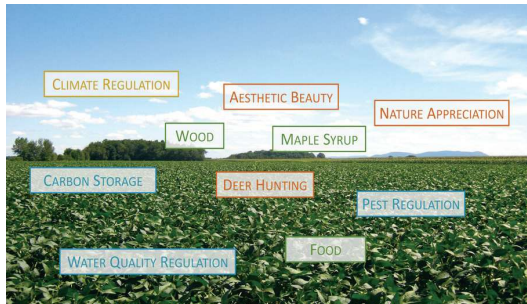 CLIMATE REGULATION
AESTHETIC BEAUTY
NATURE APPRECIATION
WOOD
MAPLE SYRUP
CARBON STORAGE
DEER HUNTING
PEST REGULATION
FOOD
WATER QUALITY REGULATION